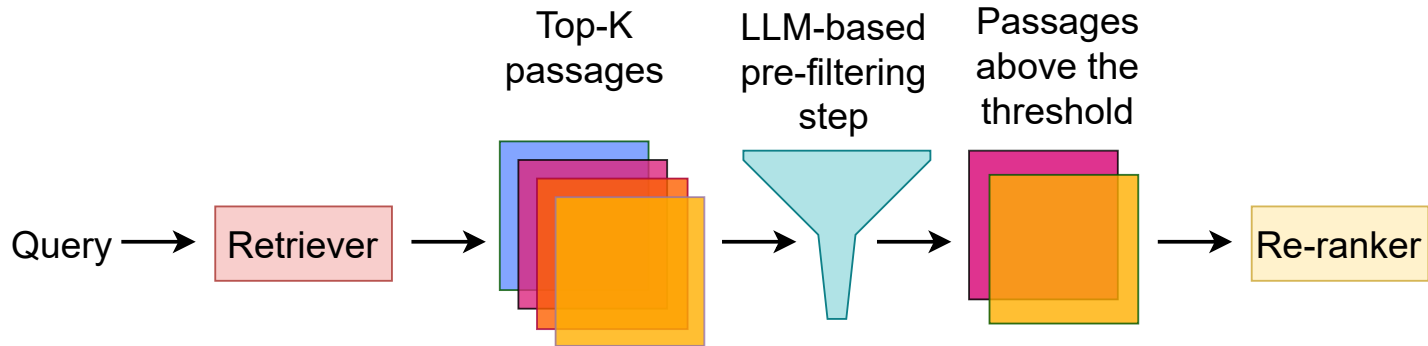 Top-K
passages
LLM-based
pre-filtering
step
Passages
above the
threshold
Query
Retriever
Re-ranker